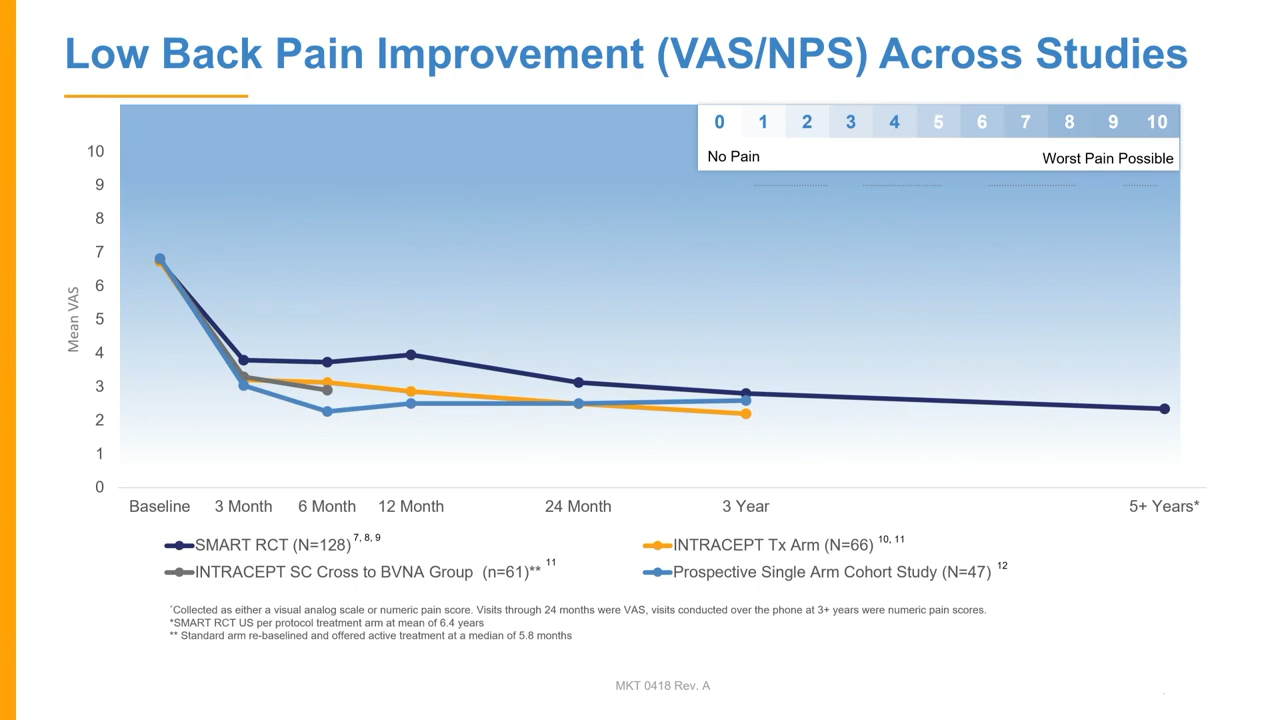 Low Back Pain Improvement (VAS/NPS) Across Studies
0 1 2 3 4 5 6 7 8 9 10
No Pain Worst Pain Possible
10
9
8
7
6
5
4
3
2
1
0
Mean VAS
Baseline 3 Month 6 Month 12 Month 24 Month 3 Year 5+ Years*
SMART RCT (N=128) 7, 8, 9
INTRACEPT Tx Arm (N=66) 10, 11
INTRACEPT SC Cross to BVNA Group (n=61)** 11
Prospective Single Arm Cohort Study (N=47) 12
*Collected as either a visual analog scale or numeric pain score. Visits through 24 months were VAS, visits conducted over the phone at 3+ years were numeric pain scores.
*SMART RCT US per protocol treatment arm at mean of 6.4 years
** Standard arm re-baselined and offered active treatment at a median of 5.8 months
MKT 0418 Rev. A